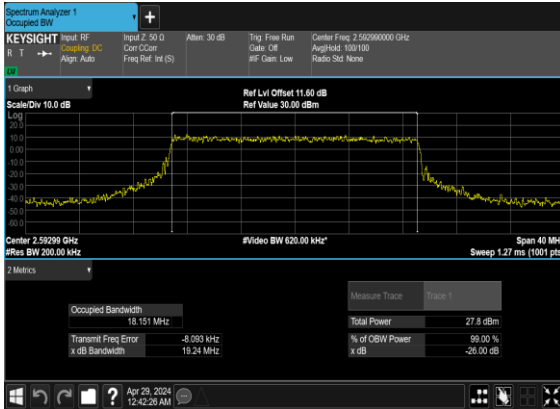 Spectrum Analyzer 1
Occupied BW
+
KEYSIGHT Input: RF Input Z: 50 Ω Atten: 30 dB Trig: Free Run Center Freq: 2.592990000 GHz
R T Coupling: DC Corr CCorr Gate: Off Avg|Hold: 100/100
Align: Auto Freq Ref: Int (S) #IF Gain: Low Radio Std: None
1 Graph
Ref Lvl Offset 11.60 dB
Scale/Div 10.0 dB Ref Value 30.00 dBm
Log
20.0
10.0
0.00
-10.0
-20.0
-30.0
-40.0
-50.0
-60.0
Center 2.59299 GHz #Video BW 620.00 kHz* Span 40 MH
#Res BW 200.00 kHz Sweep 1.27 ms (1001 pts
2 Metrics
Measure Trace Trace 1
Occupied Bandwidth
18.151 MHz
Total Power 27.8 dBm
Transmit Freq Error -8.093 kHz % of OBW Power 99.00 %
x dB Bandwidth 19.24 MHz x dB -26.00 dB
? Apr 29, 2024
12:42:26 AM